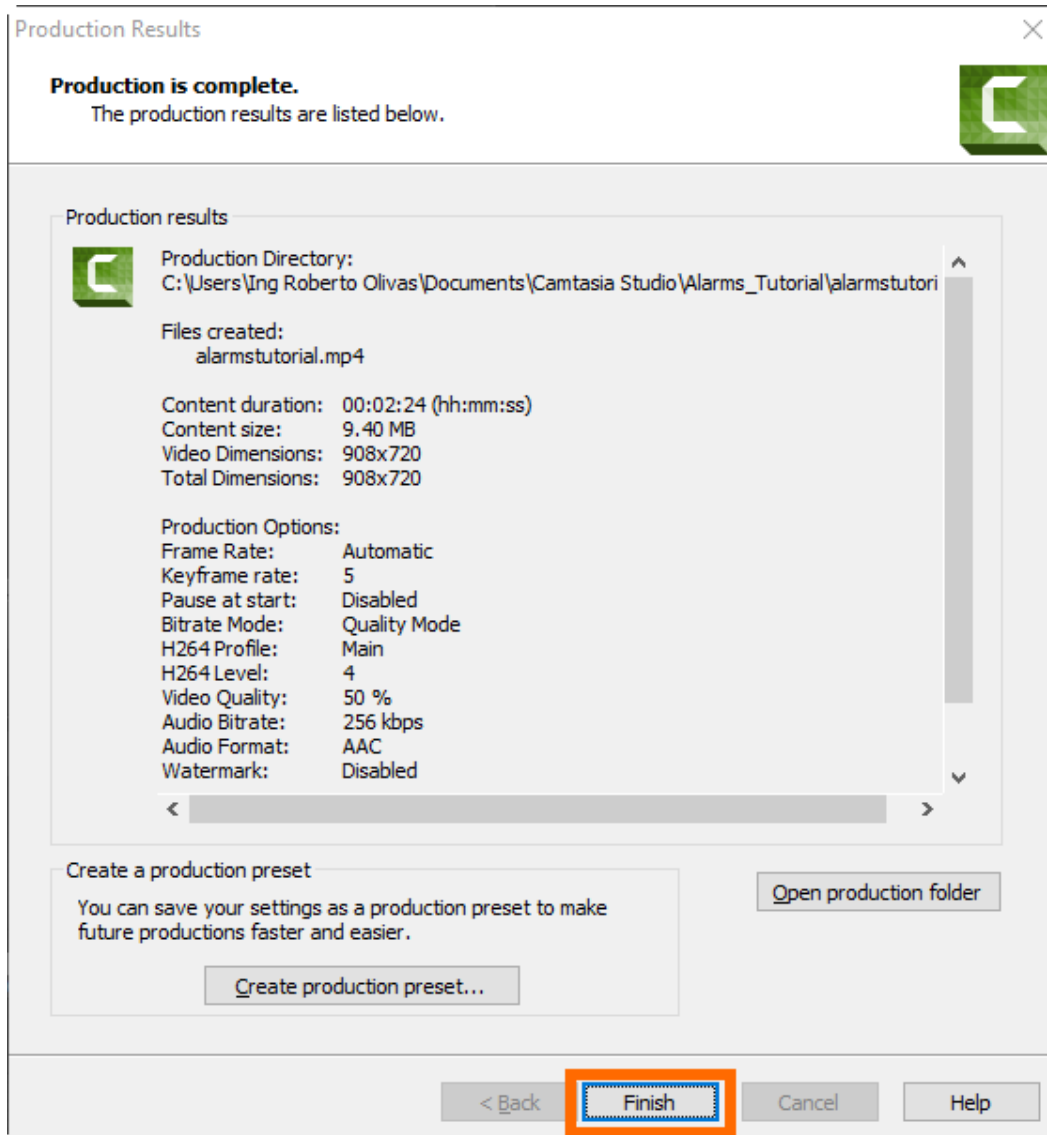 Production Results
Production is complete.
The production results are listed below.
Production results
Production Directory:
C:\Users\Ing Roberto Olivas\Documents\Camtasia Studio\Alarms_Tutorial\alarmstutori
Files created:
alarmstutorial.mp4
Content duration: 00:02:24 (hh:mm:ss)
Content size: 9.40 MB
Video Dimensions: 908x720
Total Dimensions: 908x720
Production Options:
Frame Rate: Automatic
Keyframe rate: 5
Pause at start: Disabled
Bitrate Mode: Quality Mode
H264 Profile: Main
H264 Level: 4
Video Quality: 50 %
Audio Bitrate: 256 kbps
Audio Format: AAC
Watermark: Disabled
Create a production preset
You can save your settings as a production preset to make
future productions faster and easier.
Create production preset...
Open production folder
< Back Finish Cancel Help